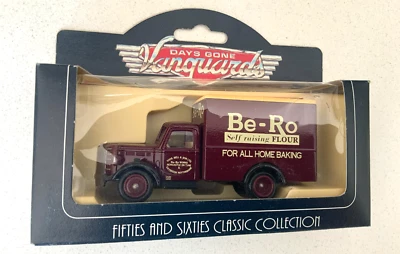 DAYS GONE
Vanguards
Be-Ro
Self raising FLOUR
FOR ALL HOME BAKING
FIFTIES AND SIXTIES CLASSIC COLLECTION